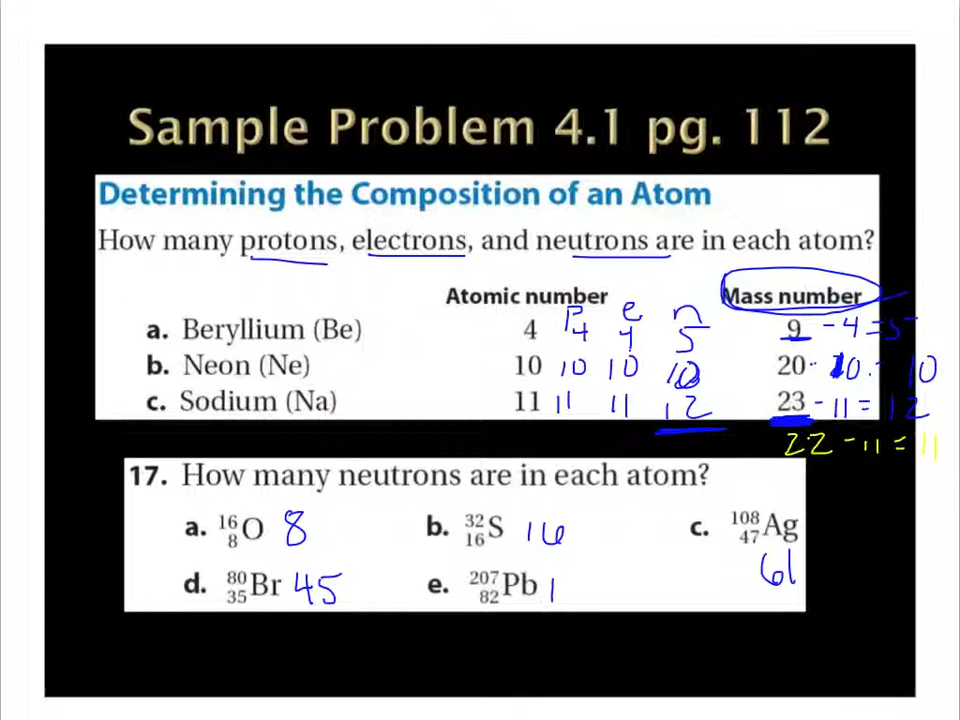 Sample Problem 4.1 pg. 112
Determining the Composition of an Atom
How many protons, electrons, and neutrons are in each atom?
Atomic number Mass number
p e n
a. Beryllium (Be) 4 4 4 5 9 - 4 = 5
b. Neon (Ne) 10 10 10 10 20 - 10 = 10
c. Sodium (Na) 11 11 11 12 23 - 11 = 12
22 - 11 = 11
17. How many neutrons are in each atom?
a. 16 8 O 8 b. 32 16 S 16 c. 108 47 Ag
61
d. 80 35 Br 45 e. 207 82 Pb 1